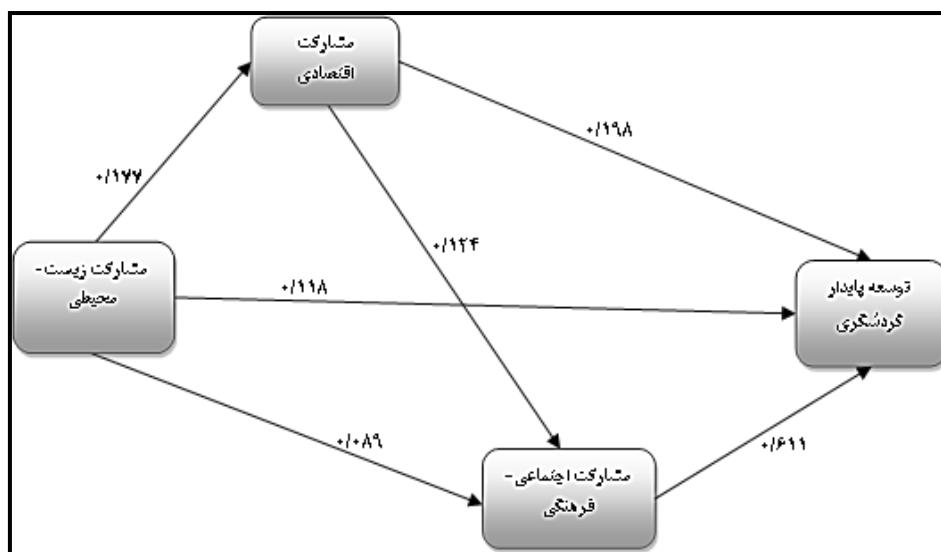 مشارکت
اقتصادی
۰/۱۹۸
۰/۱۷۷
۰/۱۲۴
مشارکت زیست-
محیطی
۰/۱۱۸
توسعه پایدار
گردشگری
۰/۰۸۹
۰/۶۱۱
مشارکت اجتماعی-
فرهنگی